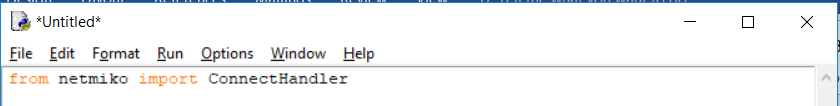 *Untitled*
File Edit Format Run Options Window Help
from netmiko import ConnectHandler